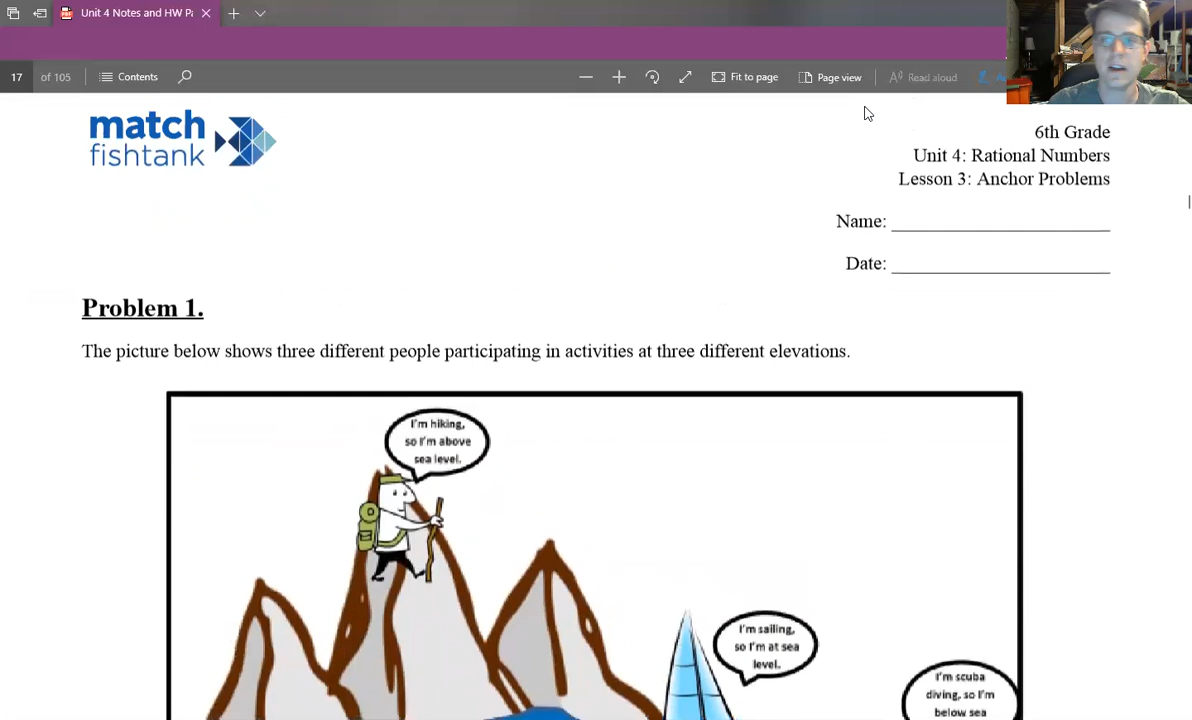 Unit 4 Notes and HW Pa
17 of 105
Contents
Fit to page
Page view
Read aloud
match
fishtank
6th Grade
Unit 4: Rational Numbers
Lesson 3: Anchor Problems
Name:
Date:
Problem 1.
The picture below shows three different people participating in activities at three different elevations.
I'm hiking,
so I'm above
sea level.
I'm sailing,
so I'm at sea
level.
I'm scuba
diving, so I'm
below sea